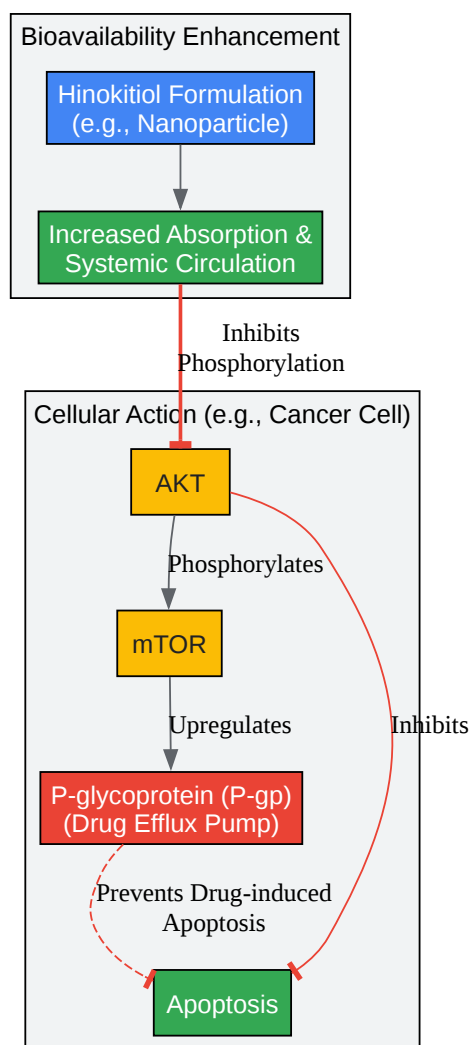 Bioavailability Enhancement
Hinokitiol Formulation
(e.g., Nanoparticle)
Increased Absorption &
Systemic Circulation
Inhibits
Phosphorylation
Cellular Action (e.g., Cancer Cell)
AKT
Phosphorylates
mTOR
Upregulates
Inhibits
P-glycoprotein (P-gp)
(Drug Efflux Pump)
Prevents Drug-induced
Apoptosis
Apoptosis